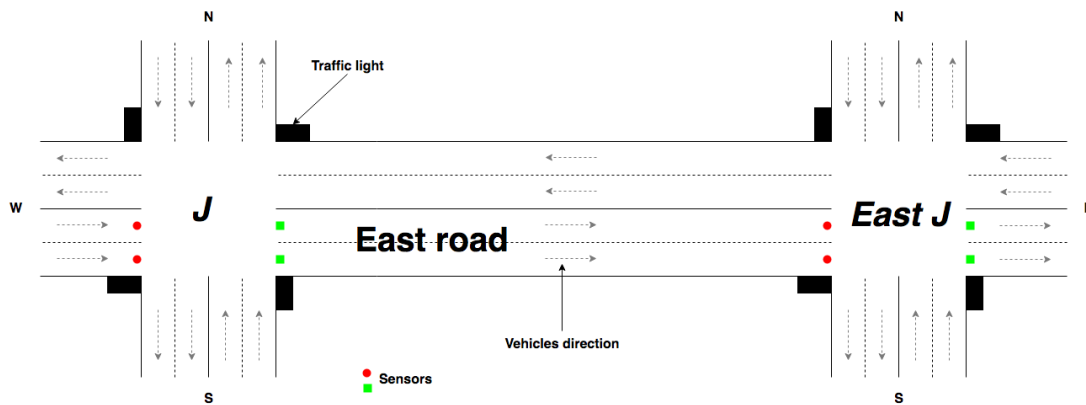 N
N
Traffic light
W
J
East J
East road
Vehicles direction
Sensors
S
S